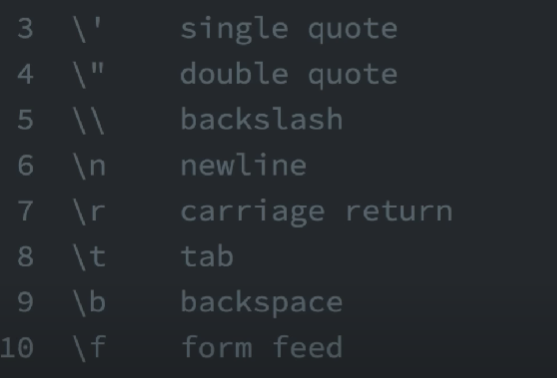 3 \' single quote
4 \" double quote
5 \\ backslash
6 \n newline
7 \r carriage return
8 \t tab
9 \b backspace
10 \f form feed